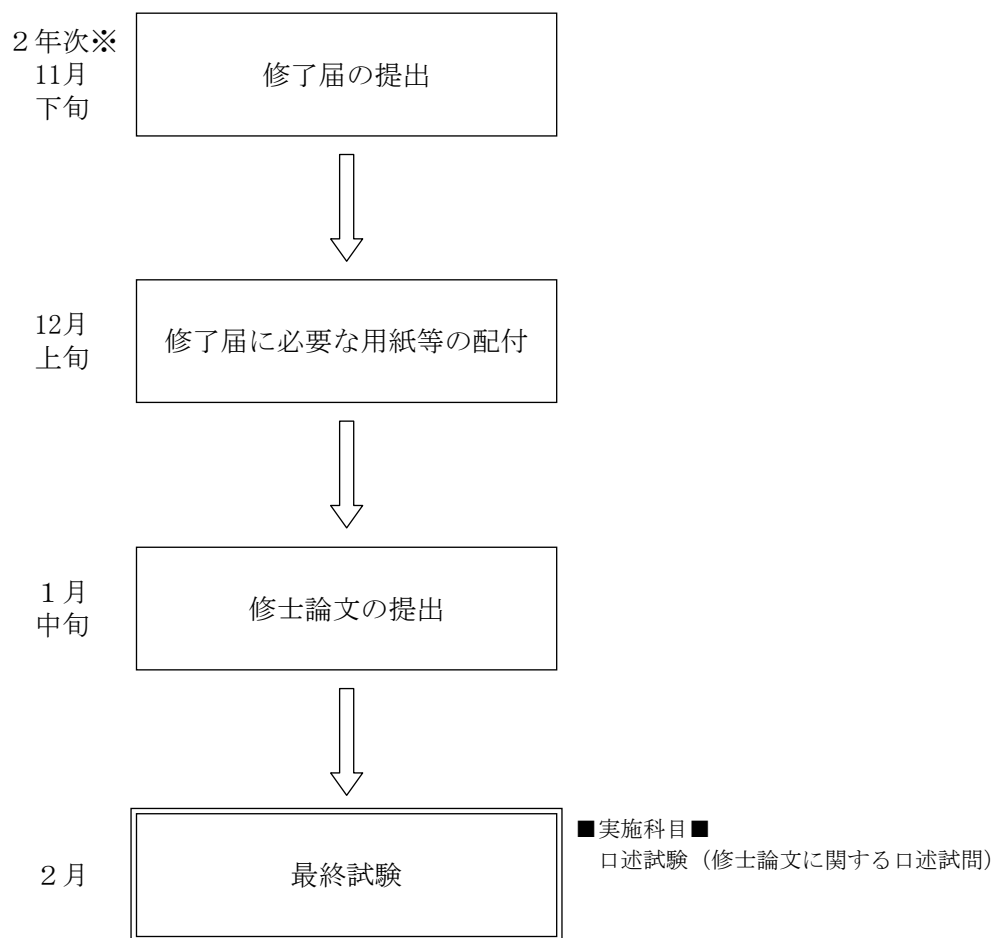 ２年次※
11月
下旬
修了届の提出
12月
上旬
修了届に必要な用紙等の配付
１月
中旬
修士論文の提出
２月
最終試験
■実施科目■
口述試験（修士論文に関する口述試問）